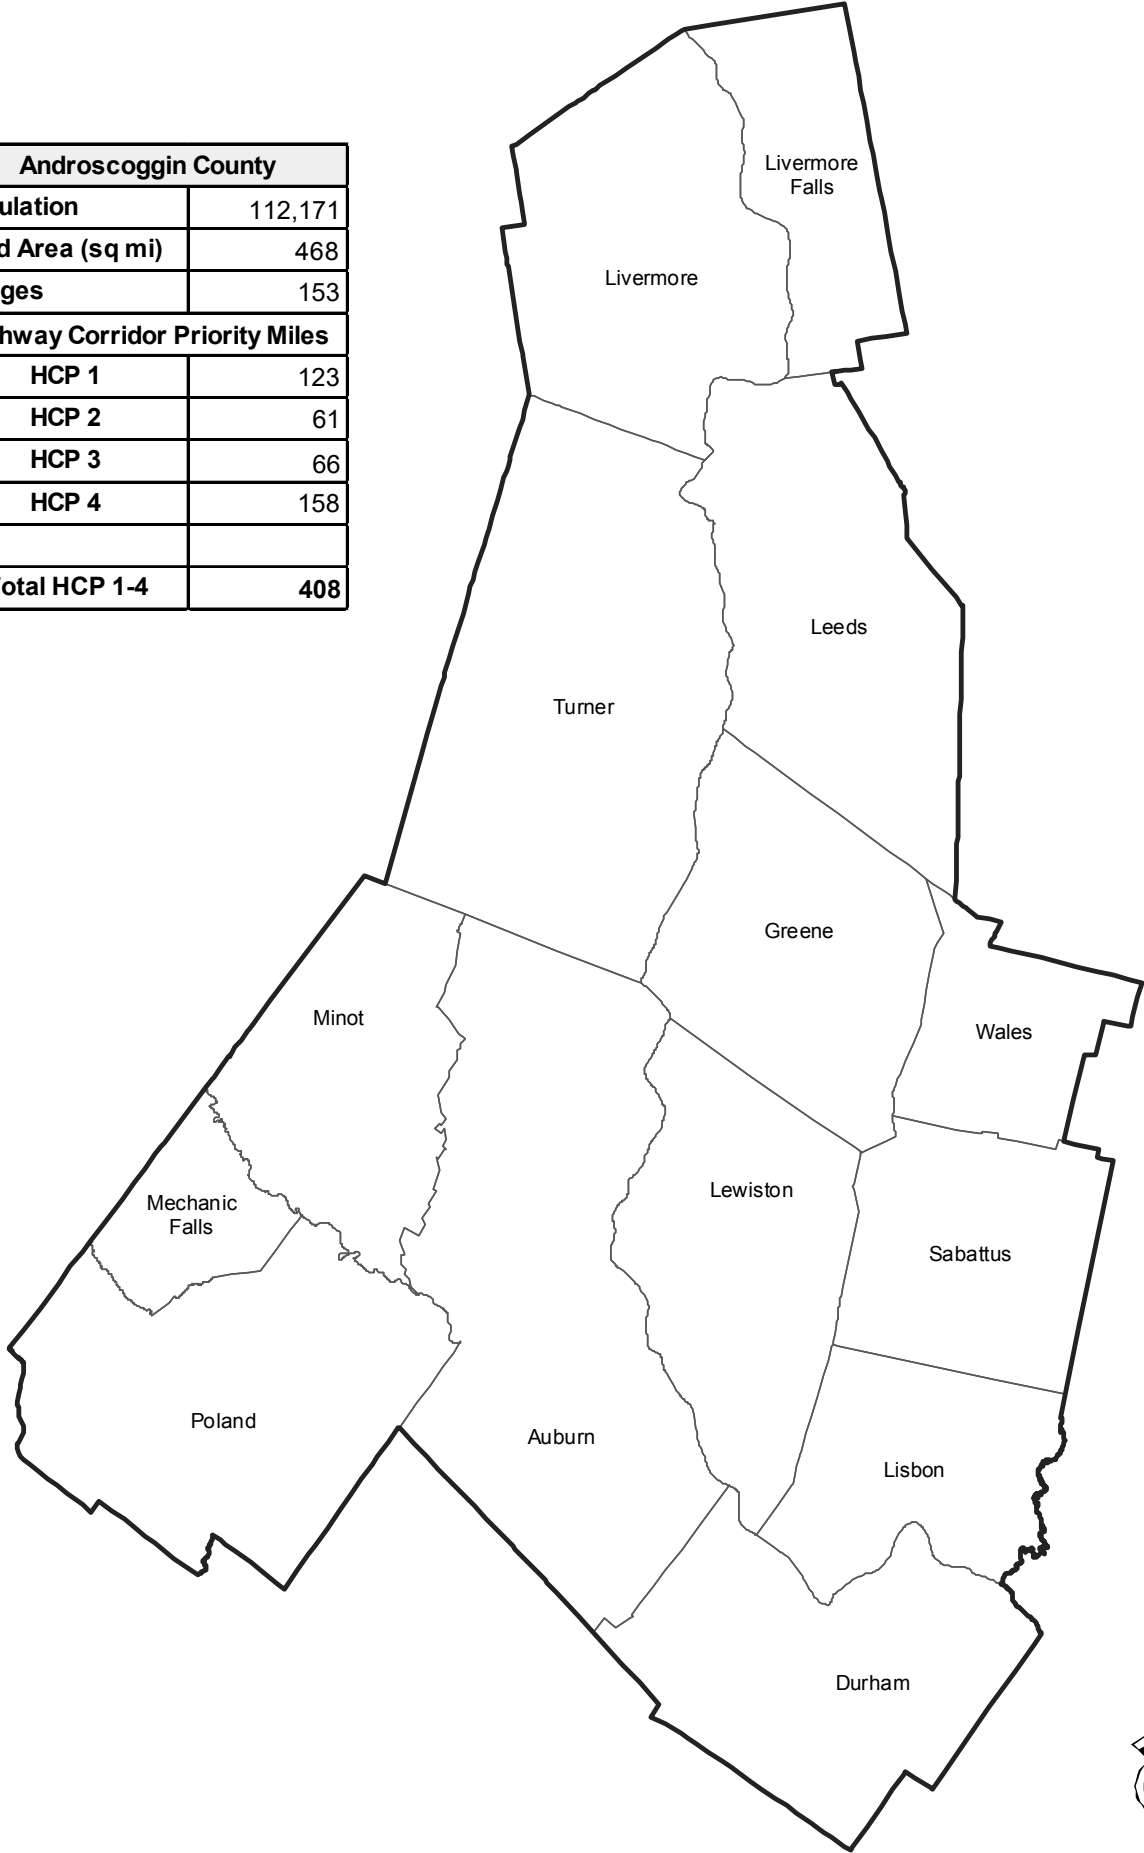 Androscoggin County
ulation 112,171
d Area (sq mi) 468
ges 153
hway Corridor Priority Miles
HCP 1 123
HCP 2 61
HCP 3 66
HCP 4 158
otal HCP 1-4 408
Livermore
Falls
Livermore
Leeds
Turner
Greene
Minot
Wales
Lewiston
Mechanic
Falls
Sabattus
Poland
Auburn
Lisbon
Durham